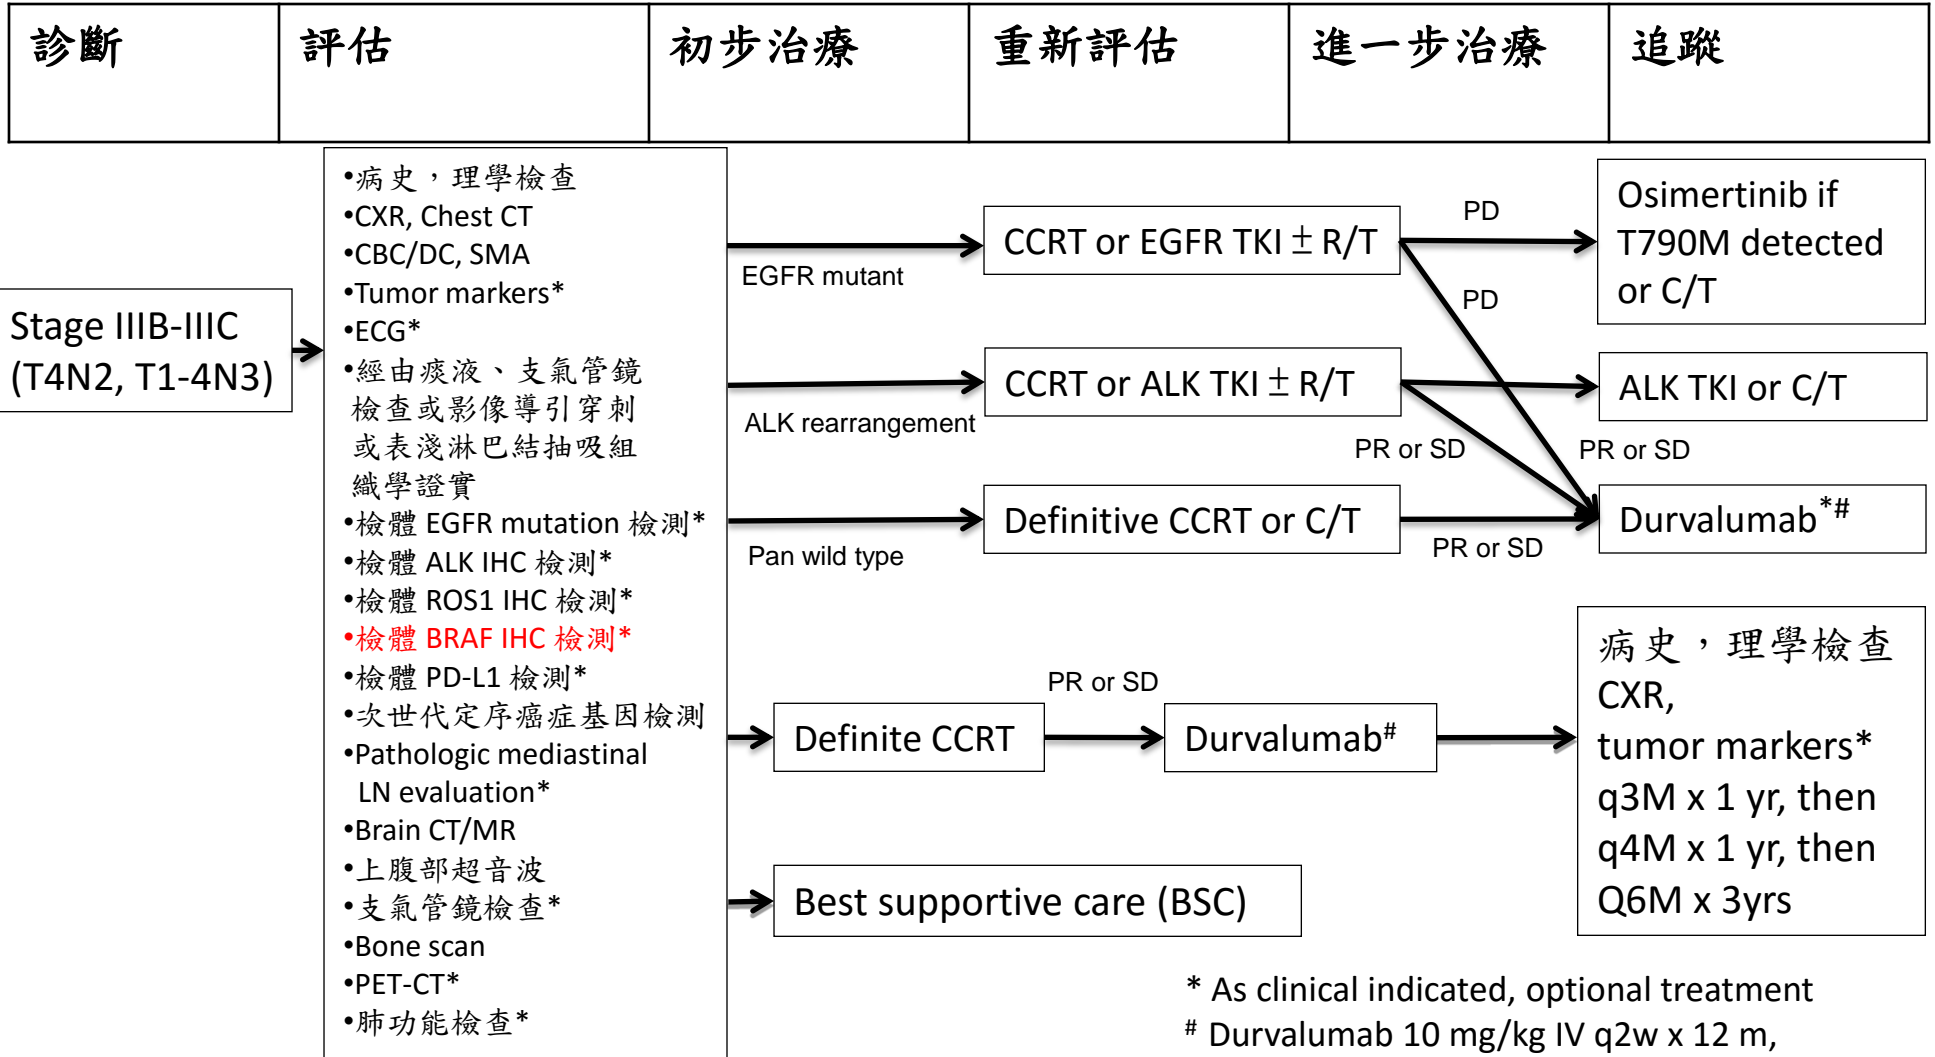 診斷
評估
初步治療
重新評估
進一步治療
追蹤
Stage IIIB-IIIC
(T4N2, T1-4N3)
•病史，理學檢查
•CXR, Chest CT
•CBC/DC, SMA
•Tumor markers*
•ECG*
•經由痰液、支氣管鏡
檢查或影像導引穿刺
或表淺淋巴結抽吸組
織學證實
•檢體 EGFR mutation 檢測*
•檢體 ALK IHC 檢測*
•檢體 ROS1 IHC 檢測*
•檢體 BRAF IHC 檢測*
•檢體 PD-L1 檢測*
•次世代定序癌症基因檢測
•Pathologic mediastinal
LN evaluation*
•Brain CT/MR
•上腹部超音波
•支氣管鏡檢查*
•Bone scan
•PET-CT*
•肺功能檢查*
EGFR mutant
CCRT or EGFR TKI ± R/T
PD
PD
Osimertinib if
T790M detected
or C/T
ALK rearrangement
CCRT or ALK TKI ± R/T
ALK TKI or C/T
PR or SD
PR or SD
Pan wild type
Definitive CCRT or C/T
PR or SD
Durvalumab*#
Definite CCRT
PR or SD
Durvalumab#
病史，理學檢查
CXR,
tumor markers*
q3M x 1 yr, then
q4M x 1 yr, then
Q6M x 3yrs
Best supportive care (BSC)
* As clinical indicated, optional treatment
# Durvalumab 10 mg/kg IV q2w x 12 m,